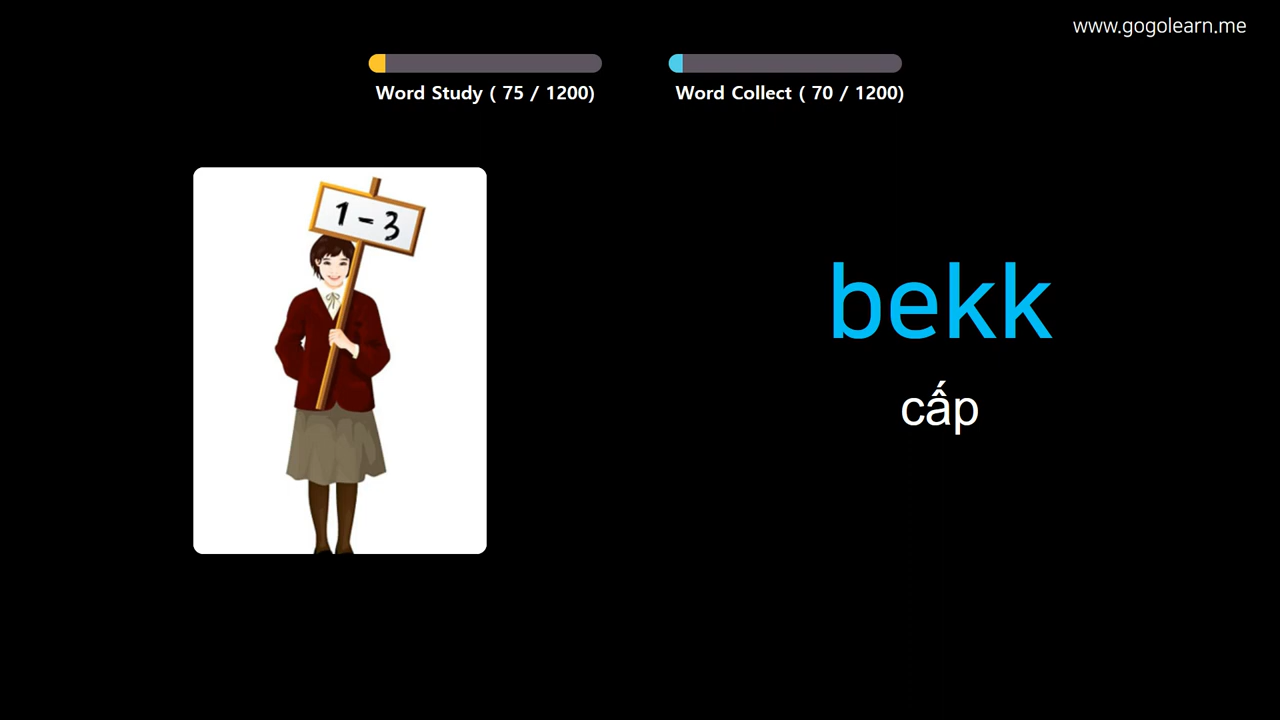 www.gogolearn.me
Word Study ( 75 / 1200)
Word Collect ( 70 / 1200)
1 - 3
bekk
cấp